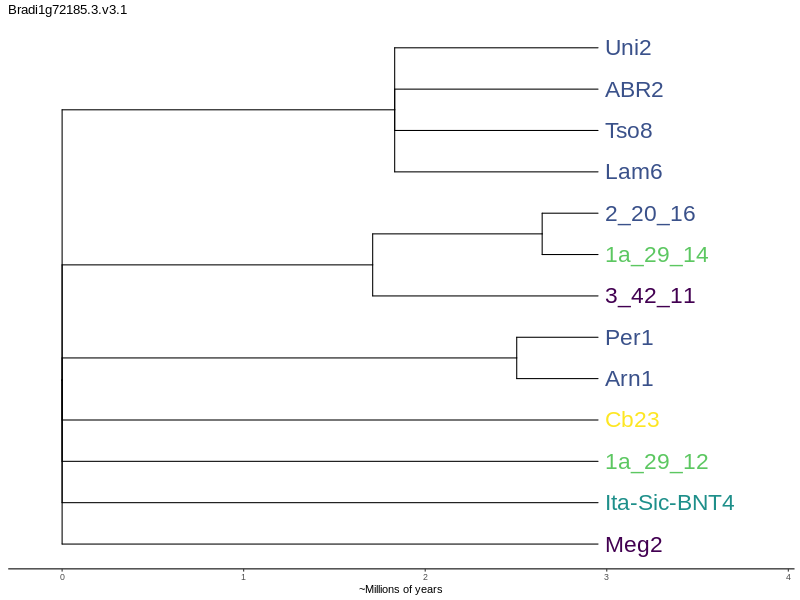 Bradi1g72185.3.v3.1
Uni2
ABR2
Tso8
Lam6
2_20_16
1a_29_14
3_42_11
Per1
Arn1
Cb23
1a_29_12
Ita-Sic-BNT4
Meg2
0 1 2 3 4
~Millions of years